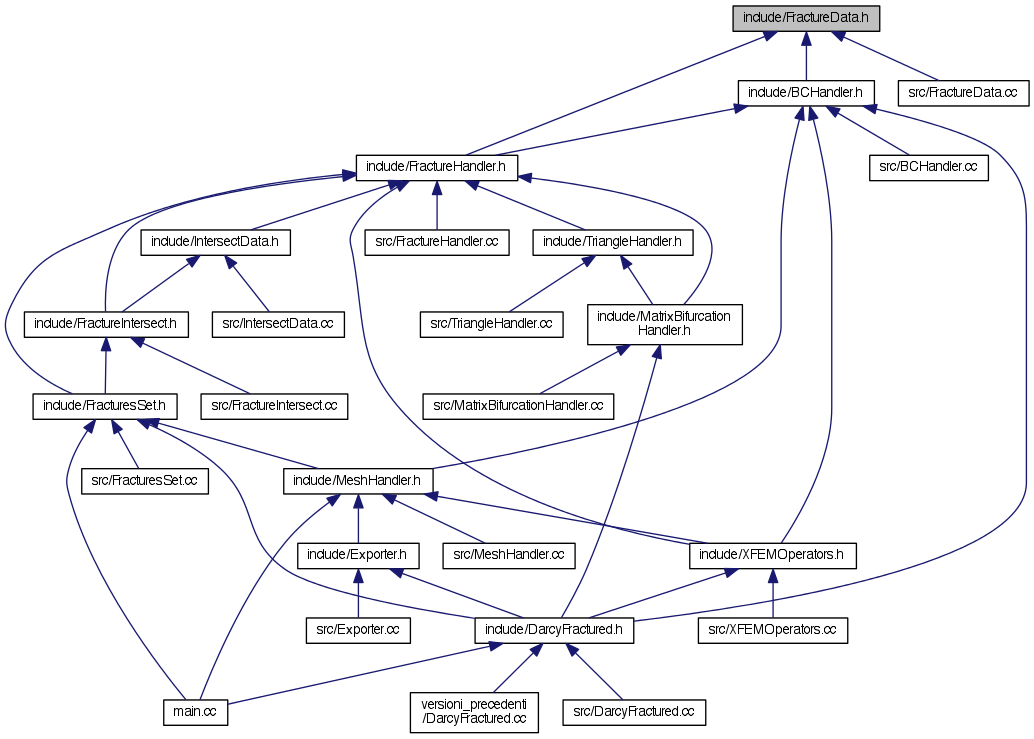 include/FractureData.h
include/BCHandler.h
src/FractureData.cc
include/FractureHandler.h
src/BCHandler.cc
include/IntersectData.h
src/FractureHandler.cc
include/TriangleHandler.h
include/FractureIntersect.h
src/IntersectData.cc
src/TriangleHandler.cc
include/MatrixBifurcation
Handler.h
include/FracturesSet.h
src/FractureIntersect.cc
src/MatrixBifurcationHandler.cc
src/FracturesSet.cc
include/MeshHandler.h
include/Exporter.h
src/MeshHandler.cc
include/XFEMOperators.h
src/Exporter.cc
include/DarcyFractured.h
src/XFEMOperators.cc
main.cc
versioni_precedenti
/DarcyFractured.cc
src/DarcyFractured.cc